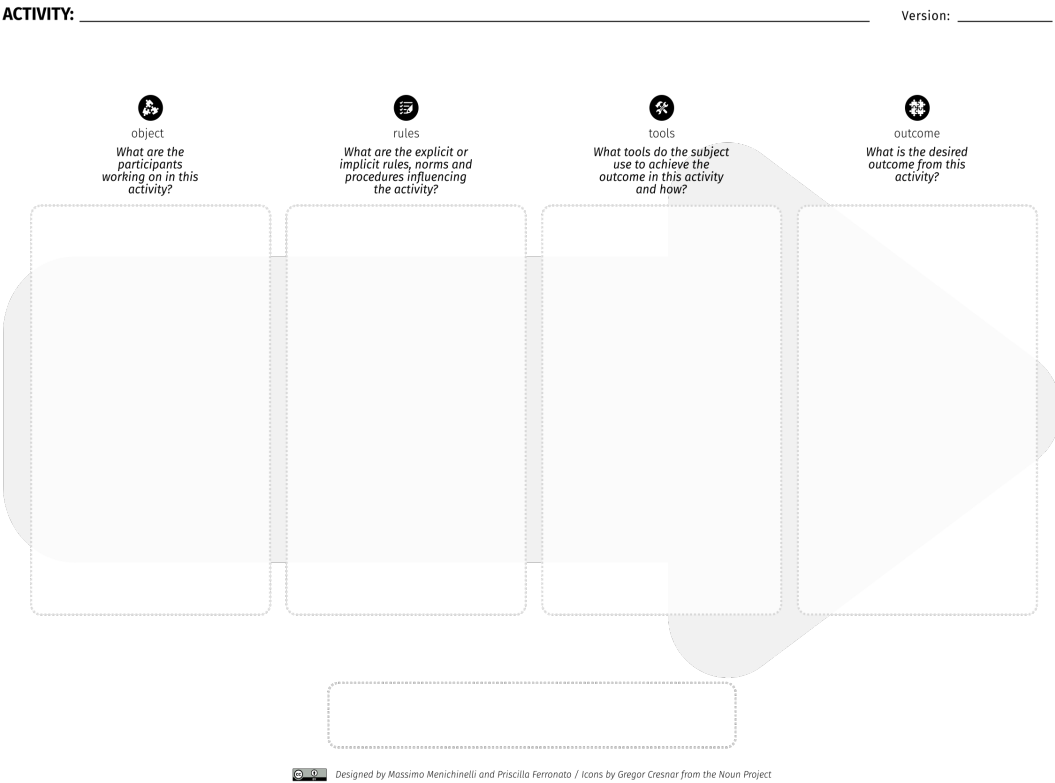 ACTIVITY:
Version:
object
What are the
participants
working on in this
activity?
rules
What are the explicit or
implicit rules, norms and
procedures influencing
the activity?
tools
What tools do the subject
use to achieve the
outcome in this activity
and how?
outcome
What is the desired
outcome from this
activity?
Designed by Massimo Menichinelli and Priscilla Ferronato / Icons by Gregor Cresnar from the Noun Project